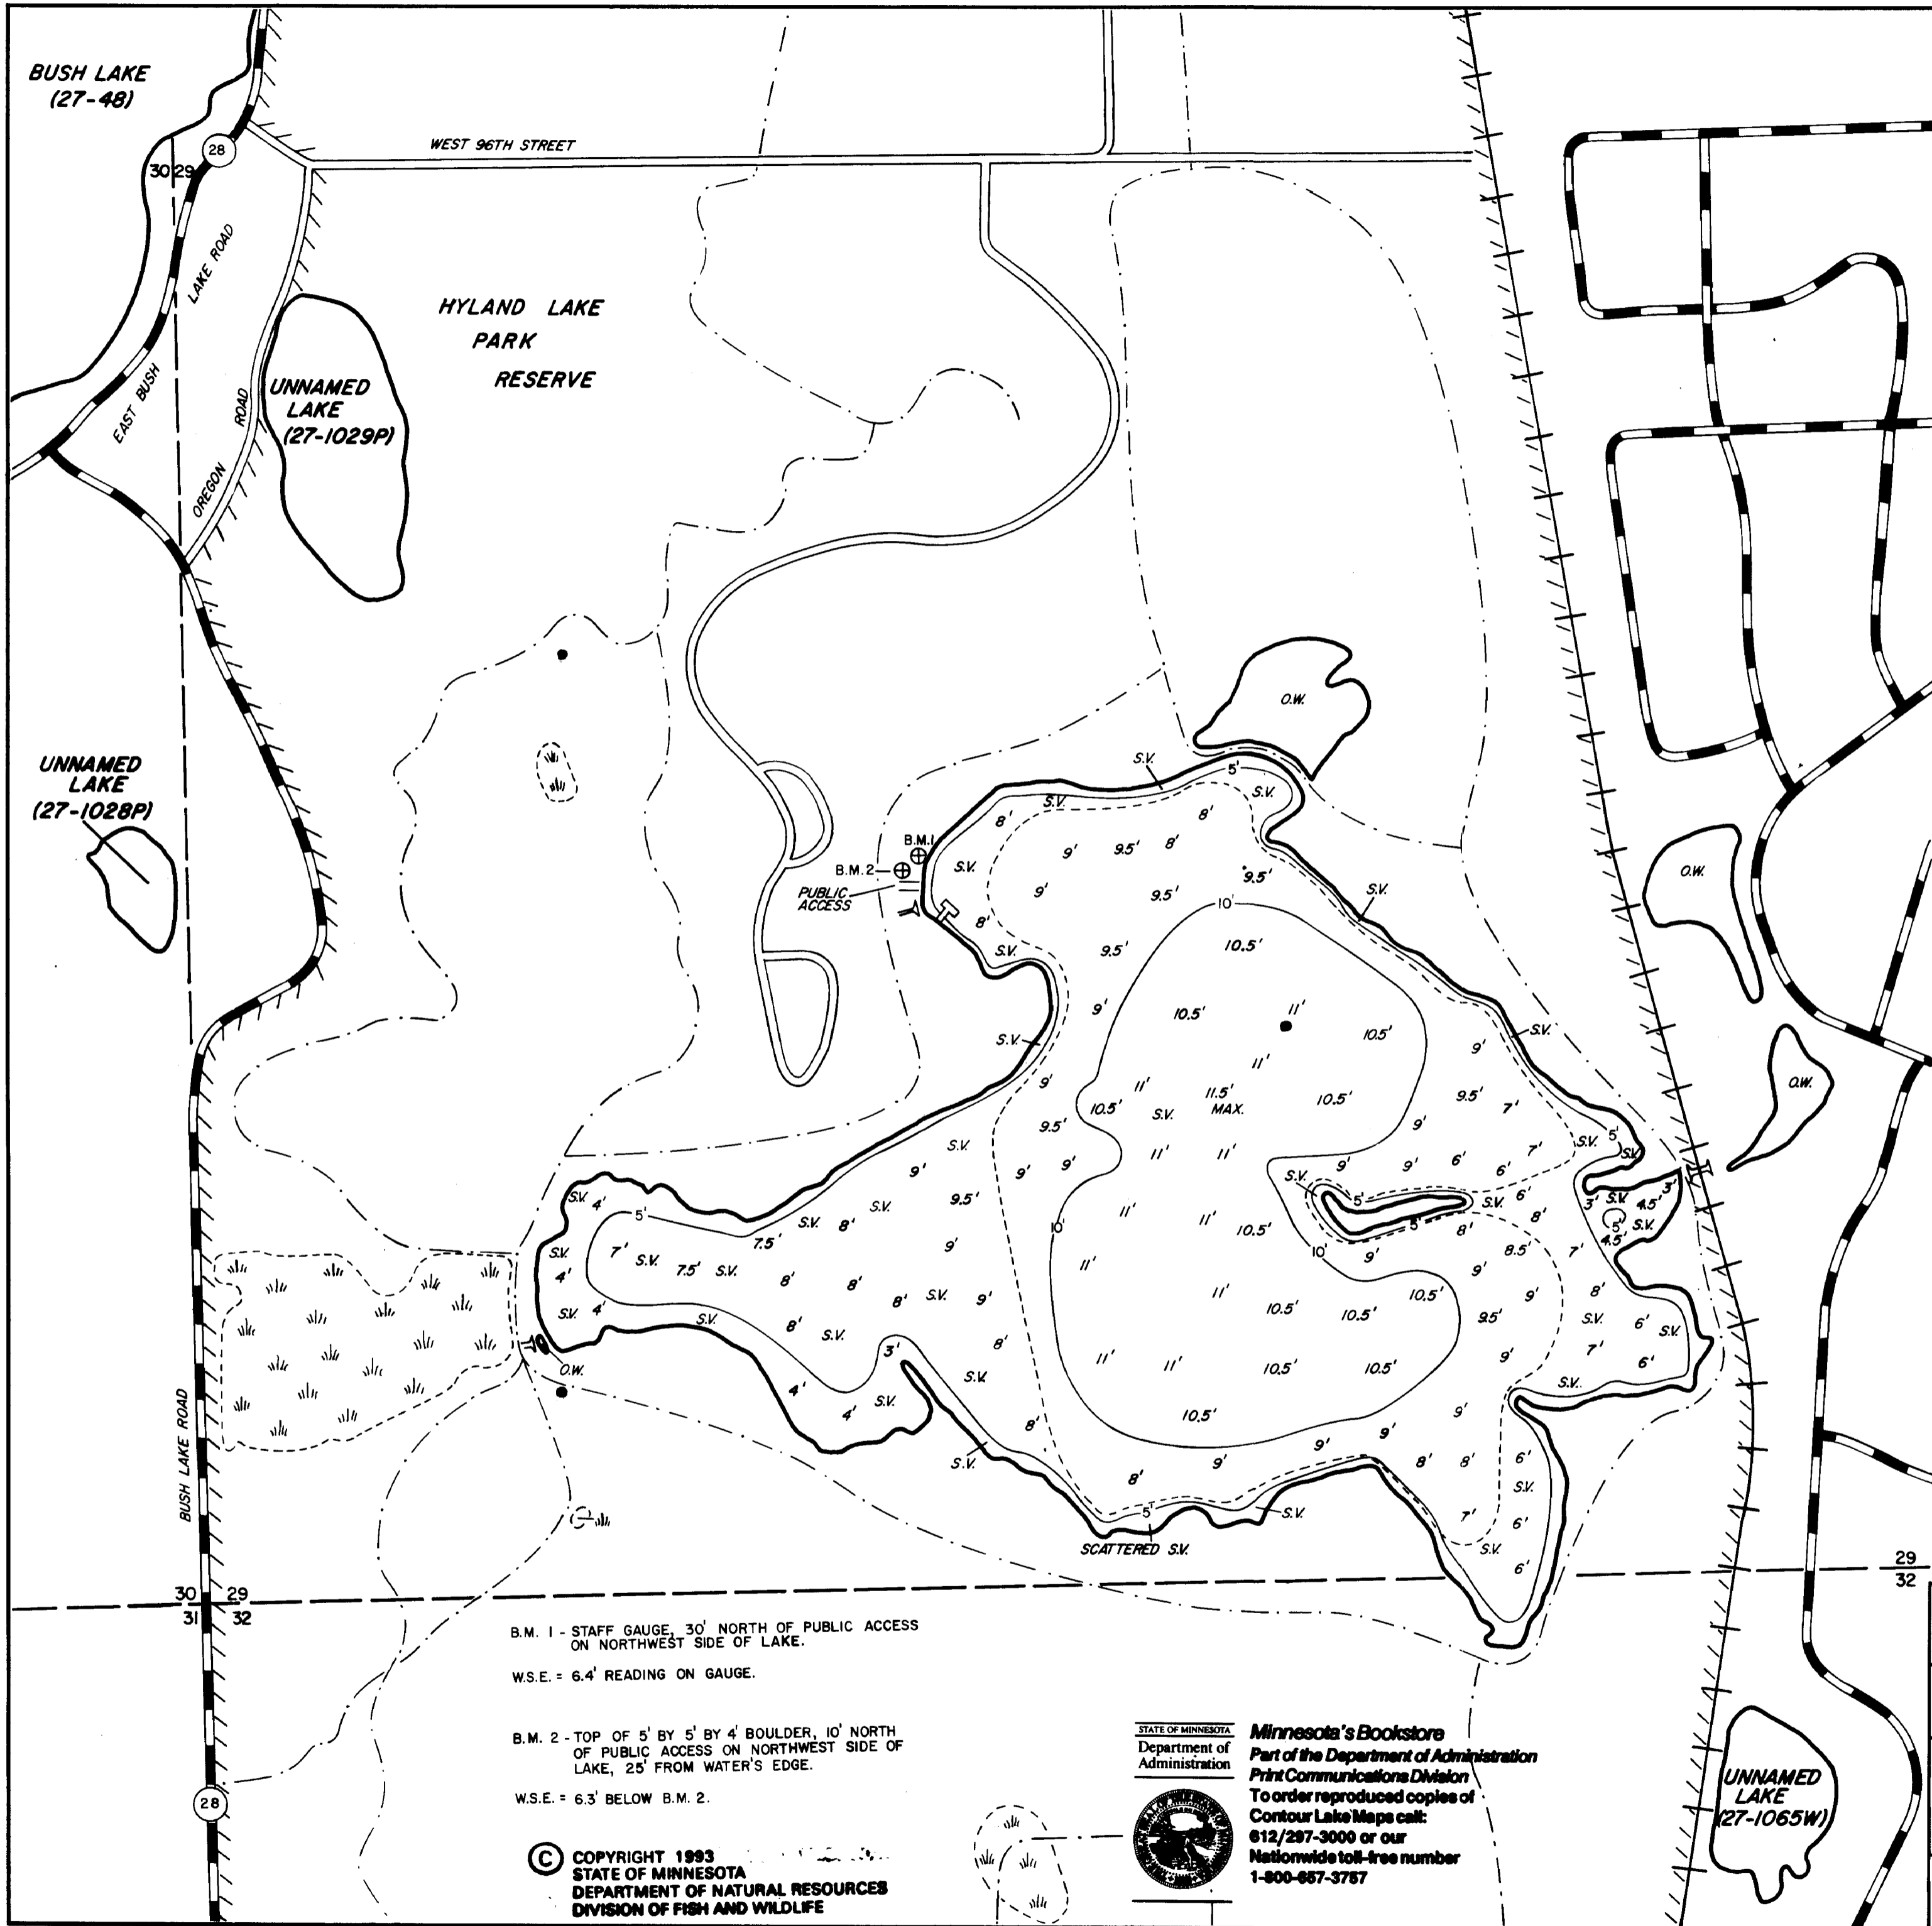 BUSH LAKE
(27-48)
28
30 29
WEST 96TH STREET
EAST BUSH
LAKE ROAD
OREGON
ROAD
HYLAND LAKE
PARK
RESERVE
UNNAMED
LAKE
(27-1029P)
UNNAMED
LAKE
(27-1028P)
O.W.
S.V.
5'
S.V.
S.V.
8'
8'
B.M.1
9'
9.5'
8'
B.M.2
S.V.
9.5'
PUBLIC
ACCESS
9'
9.5'
S.V.
O.W.
10'
8'
S.V.
9.5'
10.5'
9'
10.5'
11'
10.5'
S.V.
S.V.
9'
11'
9'
11'
11.5'
MAX.
10.5'
S.V.
10.5'
9.5'
7'
O.W.
9.5'
9'
S.V.
5'
S.V.
S.V.
11'
11'
7'
9'
9'
9'
9'
9'
6'
6'
S.V.
S.V.
4'
9.5'
S.V.
5'
S.V.
6'
3'
S.V.
4.5'
3'
5'
S.V.
8'
11'
11'
10.5'
5'
8'
8'
5'
S.V.
4.5'
S.V.
7'
S.V.
7.5'
9'
10'
10'
9'
8.5'
7'
4'
7.5'
S.V.
8'
8'
11'
9'
S.V.
4'
8'
S.V.
9'
11'
10.5'
9'
8'
S.V.
8'
S.V.
10.5'
10.5'
9.5'
S.V.
6'
S.V.
8'
3'
11'
11'
10.5'
10.5'
9'
7'
6'
O.W.
4'
4'
S.V.
S.V.
S.V.
8'
10.5'
9'
9'
9'
S.V.
8'
9'
8'
8'
6'
S.V.
5'
S.V.
7'
6'
SCATTERED S.V.
S.V.
6'
BUSH LAKE ROAD
29
32
30 29
31 32
B.M. 1 - STAFF GAUGE, 30' NORTH OF PUBLIC ACCESS
ON NORTHWEST SIDE OF LAKE.
W.S.E. = 6.4' READING ON GAUGE.
B.M. 2 - TOP OF 5' BY 5' BY 4' BOULDER, 10' NORTH
OF PUBLIC ACCESS ON NORTHWEST SIDE OF
LAKE, 25' FROM WATER'S EDGE.
W.S.E. = 6.3' BELOW B.M. 2.
28
© COPYRIGHT 1993
STATE OF MINNESOTA
DEPARTMENT OF NATURAL RESOURCES
DIVISION OF FISH AND WILDLIFE
STATE OF MINNESOTA
Department of
Administration
Minnesota's Bookstore
Part of the Department of Administration
Print Communications Division
To order reproduced copies of
Contour Lake Maps call:
612/297-3000 or our
Nationwide toll-free number
1-800-657-3757
UNNAMED
LAKE
(27-1065W)